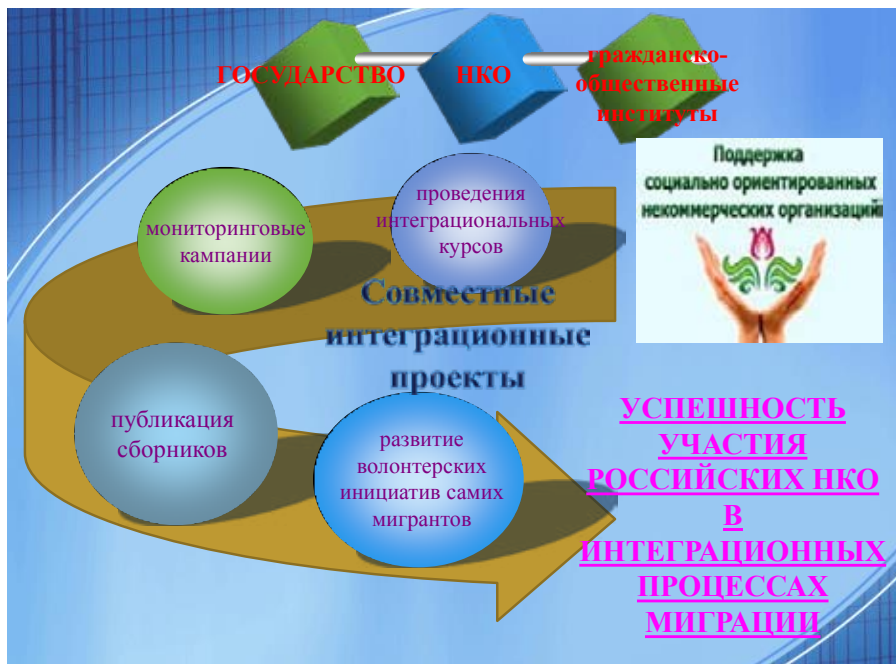 ГОСУДАРСТВО
НКО
гражданско-
общественные
институты
Поддержка
социально ориентированных
некоммерческих организаций
проведения
интеграциональных
курсов
мониторинговые
кампании
Совместные
интеграционные
проекты
публикация
сборников
развитие
волонтерских
инициатив самих
мигрантов
УСПЕШНОСТЬ
УЧАСТИЯ
РОССИЙСКИХ НКО
В
ИНТЕГРАЦИОННЫХ
ПРОЦЕССАХ
МИГРАЦИИ